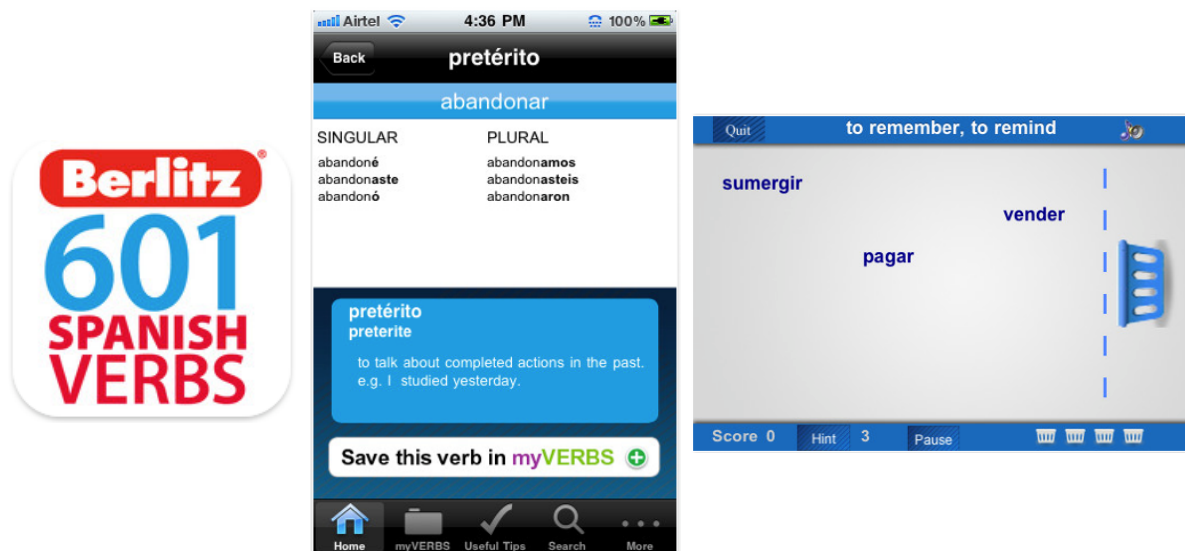 Berlitz®
601
SPANISH
VERBS
Airtel 4:36 PM 100%
Back pretérito
abandonar
SINGULAR PLURAL
abandoné abandonamos
abandonaste abandonasteis
abandonó abandonaron
pretérito
preterite
to talk about completed actions in the past.
e.g. I studied yesterday.
Save this verb in myVERBS
Home myVERBS Useful Tips Search More
Quit to remember, to remind
sumergir
vender
pagar
Score 0 Hint 3 Pause